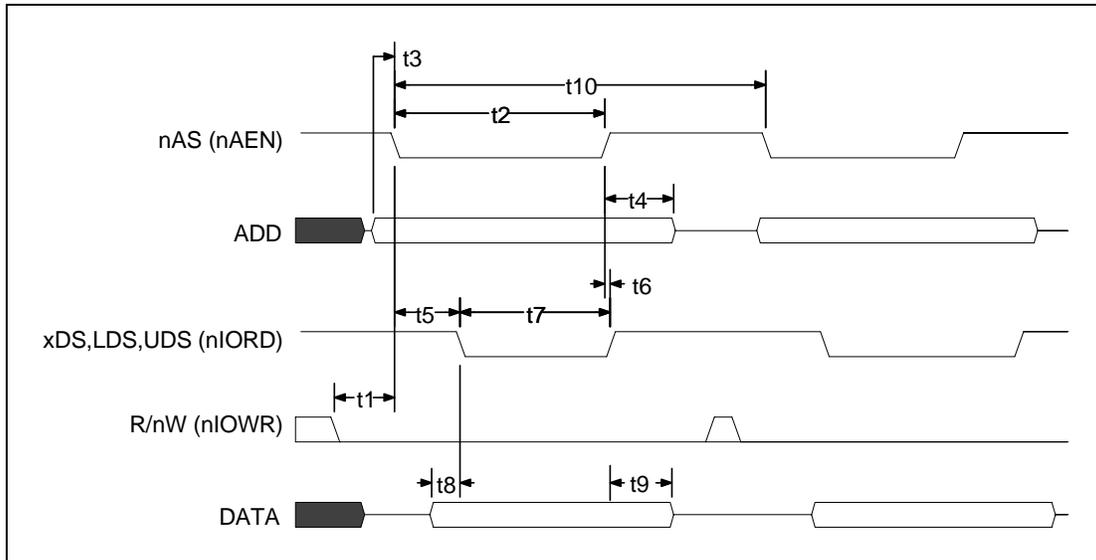 t3
t10
t2
nAS (nAEN)
t4
ADD
t6
t5
t7
xDS,LDS,UDS (nIORD)
t1
R/nW (nIOWR)
t8
t9
DATA